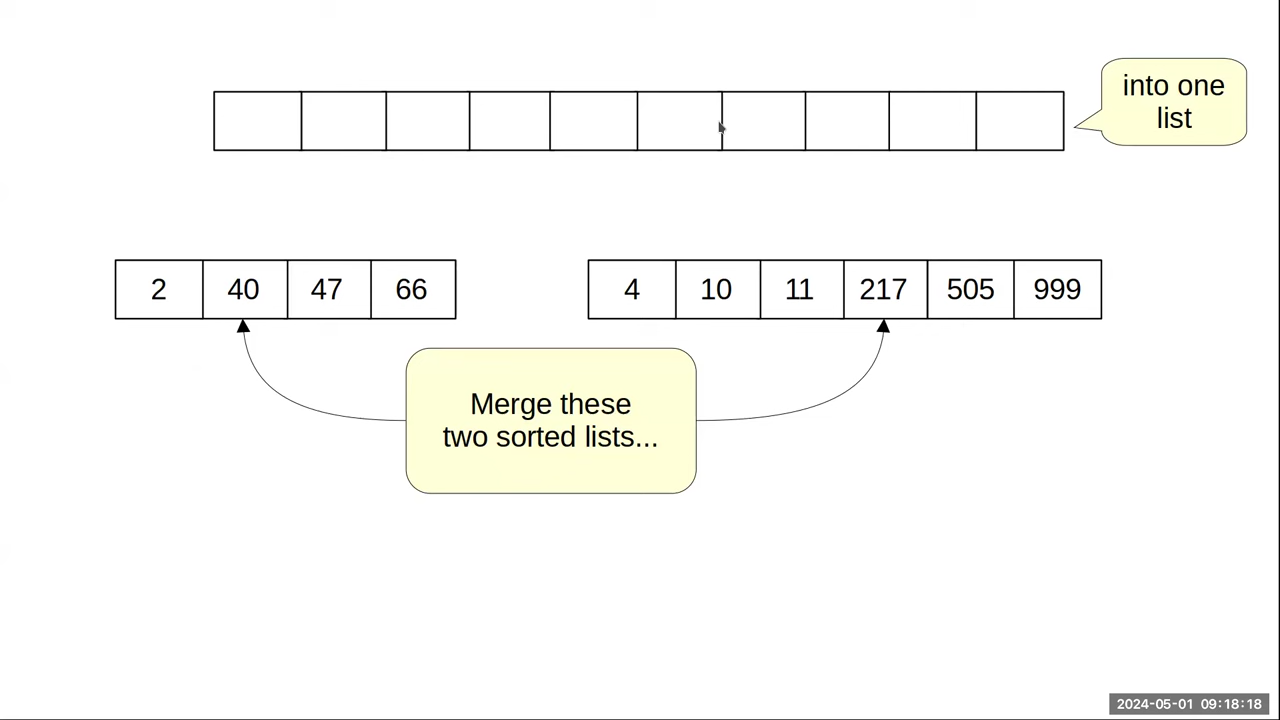 into one
list
2 40 47 66
4 10 11 217 505 999
Merge these
two sorted lists...
2024-05-01 09:18:18